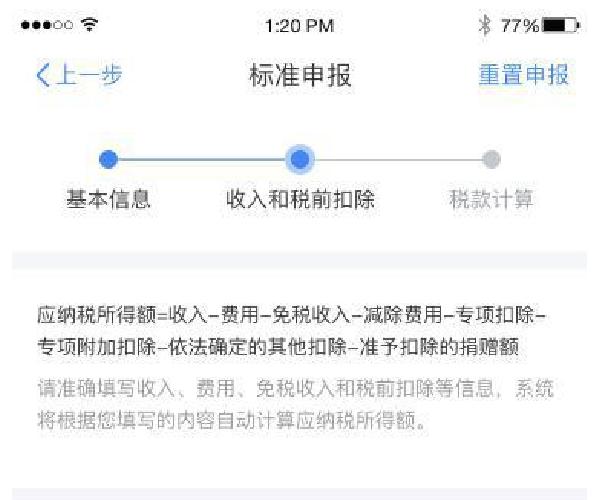 1:20 PM 77%
上一步 标准申报 重置申报
基本信息 收入和税前扣除 税款计算
应纳税所得额=收入-费用-免税收入-减除费用-专项扣除-
专项附加扣除-依法确定的其他扣除-准予扣除的捐赠额
请准确填写收入、费用、免税收入和税前扣除等信息，系统
将根据您填写的内容自动计算应纳税所得额。